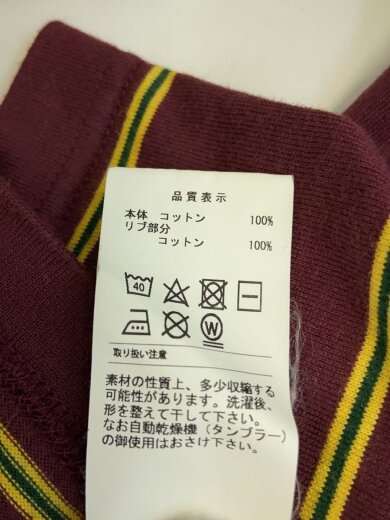 品質表示
本体 コットン 100%
リブ部分
コットン 100%
40
W
取り扱い注意
素材の性質上、多少収縮する
可能性があります。洗濯後、
形を整えて干して下さい。
なお自動乾燥機(タンブラー)
の御使用はおさけ下さい。